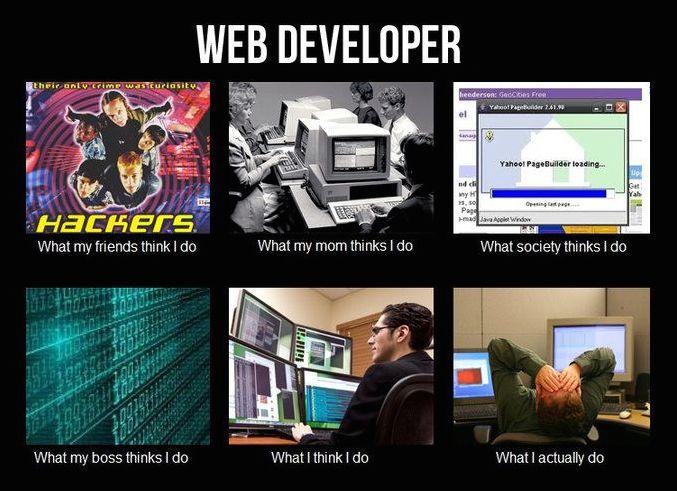 WEB DEVELOPER
their only crime was curiosity
HACKERS
henderson: GeoCities Free
Yahoo! PageBuilder 2.61.90
Yahoo! PageBuilder loading...
Opening last page.....
Java Applet Window
What my friends think I do
What my mom thinks I do
What society thinks I do
What my boss thinks I do
What I think I do
What I actually do